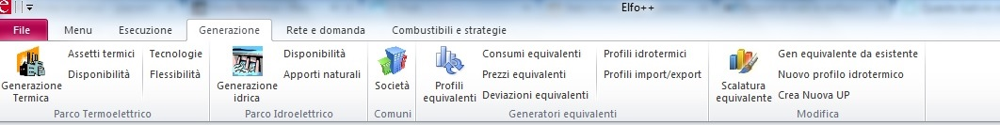 Elfo++
File Menu Esecuzione Generazione Rete e domanda Combustibili e strategie
Generazione
Termica
Assetti termici
Disponibilità
Tecnologie
Flessibilità
Parco Termoelettrico
Generazione
idrica
Disponibilità
Apporti naturali
Parco Idroelettrico
Società
Comuni
Profili
equivalenti
Consumi equivalenti
Prezzi equivalenti
Deviazioni equivalenti
Profili idrotermici
Profili import/export
Generatori equivalenti
Scalatura
equivalente
Gen equivalente da esistente
Nuovo profilo idrotermico
Crea Nuova UP
Modifica